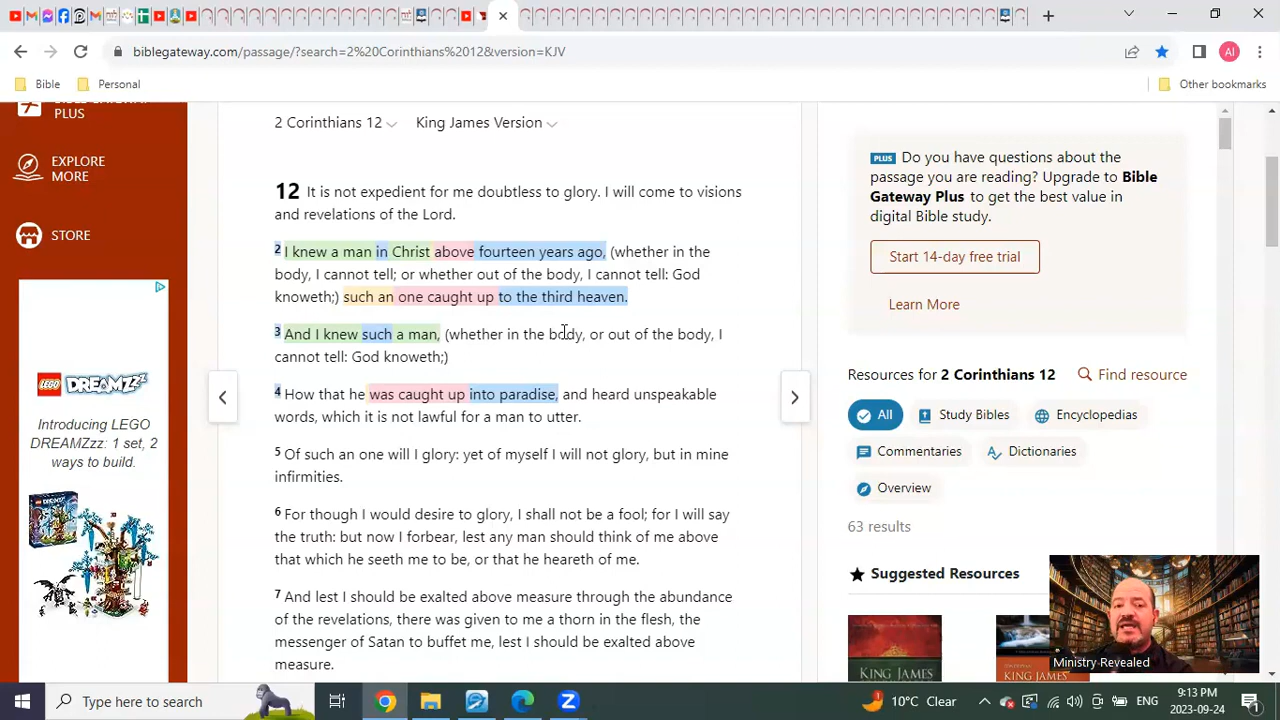 biblegateway.com/passage/?search=2%20Corinthians%2012&version=KJV
AI
Bible
Personal
Other bookmarks
PLUS
EXPLORE
MORE
STORE
LEGO DREAMZzz
Introducing LEGO
DREAMZzz: 1 set, 2
ways to build.
2 Corinthians 12
King James Version
12 It is not expedient for me doubtless to glory. I will come to visions
and revelations of the Lord.
2 I knew a man in Christ above fourteen years ago, (whether in the
body, I cannot tell; or whether out of the body, I cannot tell: God
knoweth;) such an one caught up to the third heaven.
3 And I knew such a man, (whether in the body, or out of the body, I
cannot tell: God knoweth;)
4 How that he was caught up into paradise, and heard unspeakable
words, which it is not lawful for a man to utter.
5 Of such an one will I glory: yet of myself I will not glory, but in mine
infirmities.
6 For though I would desire to glory, I shall not be a fool; for I will say
the truth: but now I forbear, lest any man should think of me above
that which he seeth me to be, or that he heareth of me.
7 And lest I should be exalted above measure through the abundance
of the revelations, there was given to me a thorn in the flesh, the
messenger of Satan to buffet me, lest I should be exalted above
measure.
PLUS Do you have questions about the
passage you are reading? Upgrade to Bible
Gateway Plus to get the best value in
digital Bible study.
Start 14-day free trial
Learn More
Resources for 2 Corinthians 12
Find resource
All
Study Bibles
Encyclopedias
Commentaries
Dictionaries
Overview
63 results
Suggested Resources
KING JAMES
KING JAMES
Ministry Revealed
Type here to search
10°C Clear
ENG
9:13 PM
2023-09-24